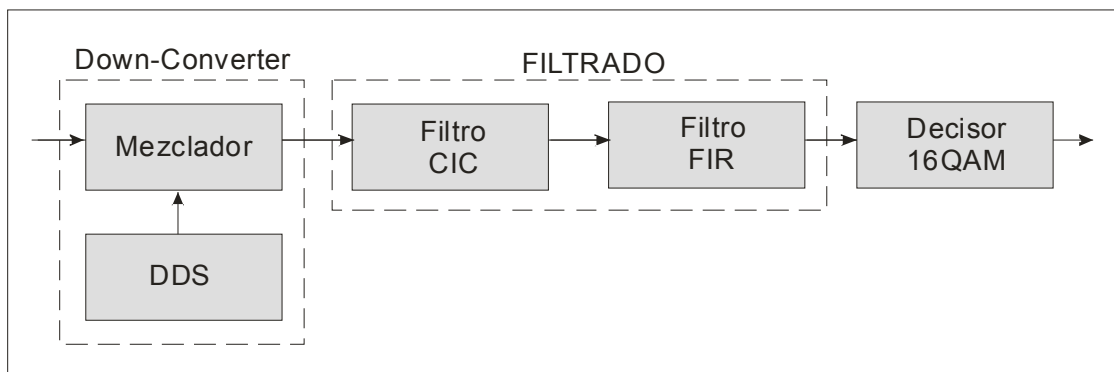 Down-Converter
FILTRADO
Mezclador
Filtro
CIC
Filtro
FIR
Decisor
16QAM
DDS